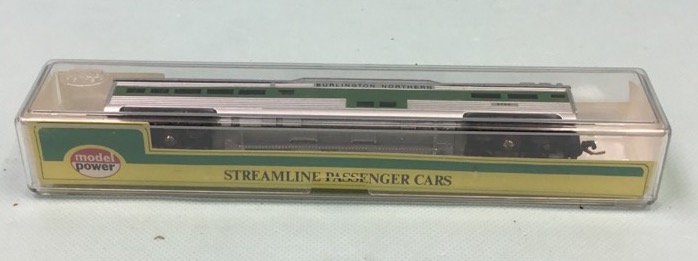 BURLINGTON NORTHERN
model
power
STREAMLINE PASSENGER CARS